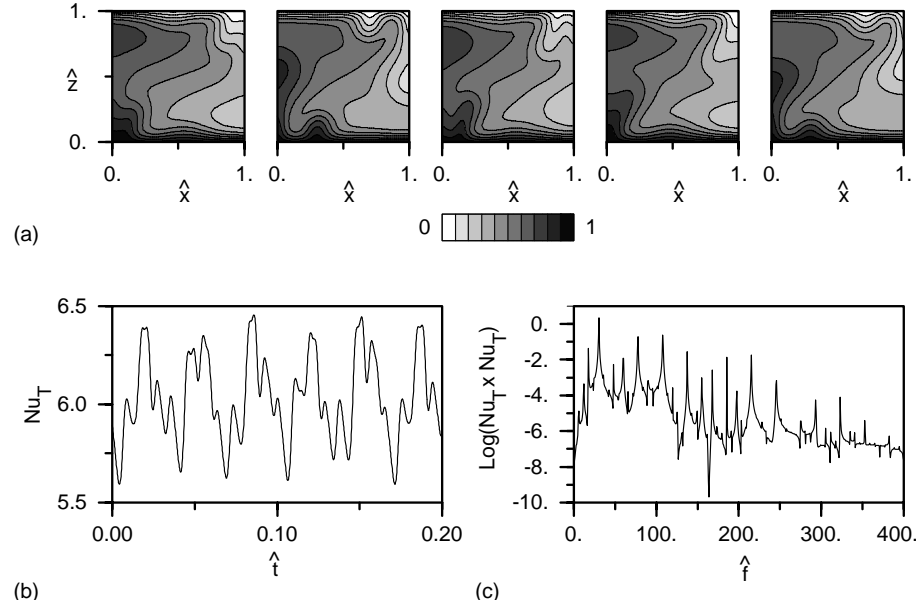 1.
ẑ
0.
0. 1. 0. 1. 0. 1. 0. 1. 0. 1.
x̂ x̂ x̂ x̂ x̂
0 1
(a)
6.5
6.0
5.5
Nu_T
0.00 0.10 0.20
t̂
(b)
0.
-2.
-4.
-6.
-8.
-10.
Log(Nu_T x Nu_T)
0. 100. 200. 300. 400.
f̂
(c)